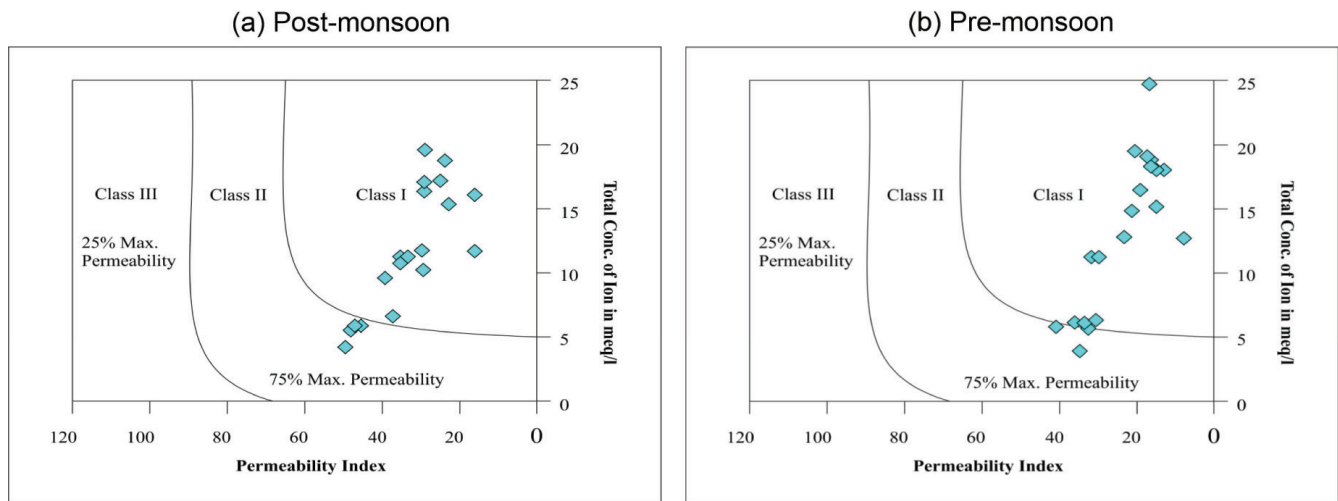 (a) Post-monsoon
25
20
Class III
Class II
Class I
15
25% Max.
Permeability
10
5
75% Max. Permeability
0
120
100
80
60
40
20
0
Permeability Index
Total Conc. of Ion in meq/l
(b) Pre-monsoon
25
20
Class III
Class II
Class I
15
25% Max.
Permeability
10
5
75% Max. Permeability
0
120
100
80
60
40
20
0
Permeability Index
Total Conc. of Ion in meq/l